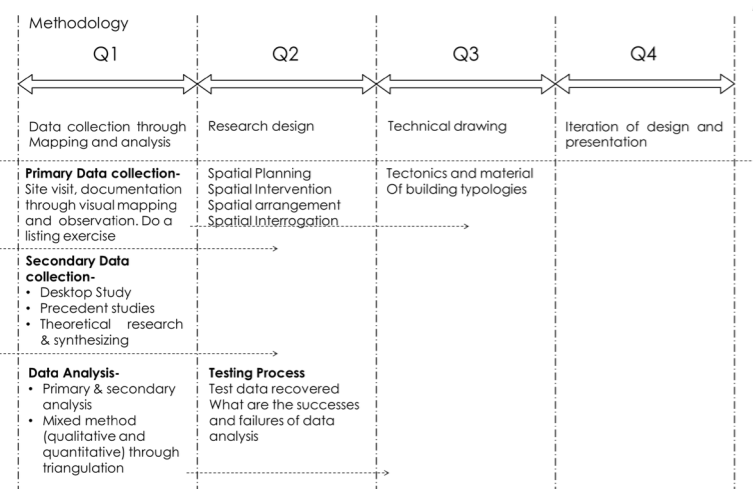 Methodology
Q1
Q2
Q3
Q4
Data collection through
Mapping and analysis
Research design
Technical drawing
Iteration of design and
presentation
Primary Data collection-
Site visit, documentation
through visual mapping
and observation. Do a
listing exercise
Spatial Planning
Spatial Intervention
Spatial arrangement
Spatial Interrogation
Tectonics and material
Of building typologies
Secondary Data
collection-
• Desktop Study
• Precedent studies
• Theoretical research
& synthesizing
Data Analysis-
• Primary & secondary
analysis
• Mixed method
(qualitative and
quantitative) through
triangulation
Testing Process
Test data recovered
What are the successes
and failures of data
analysis